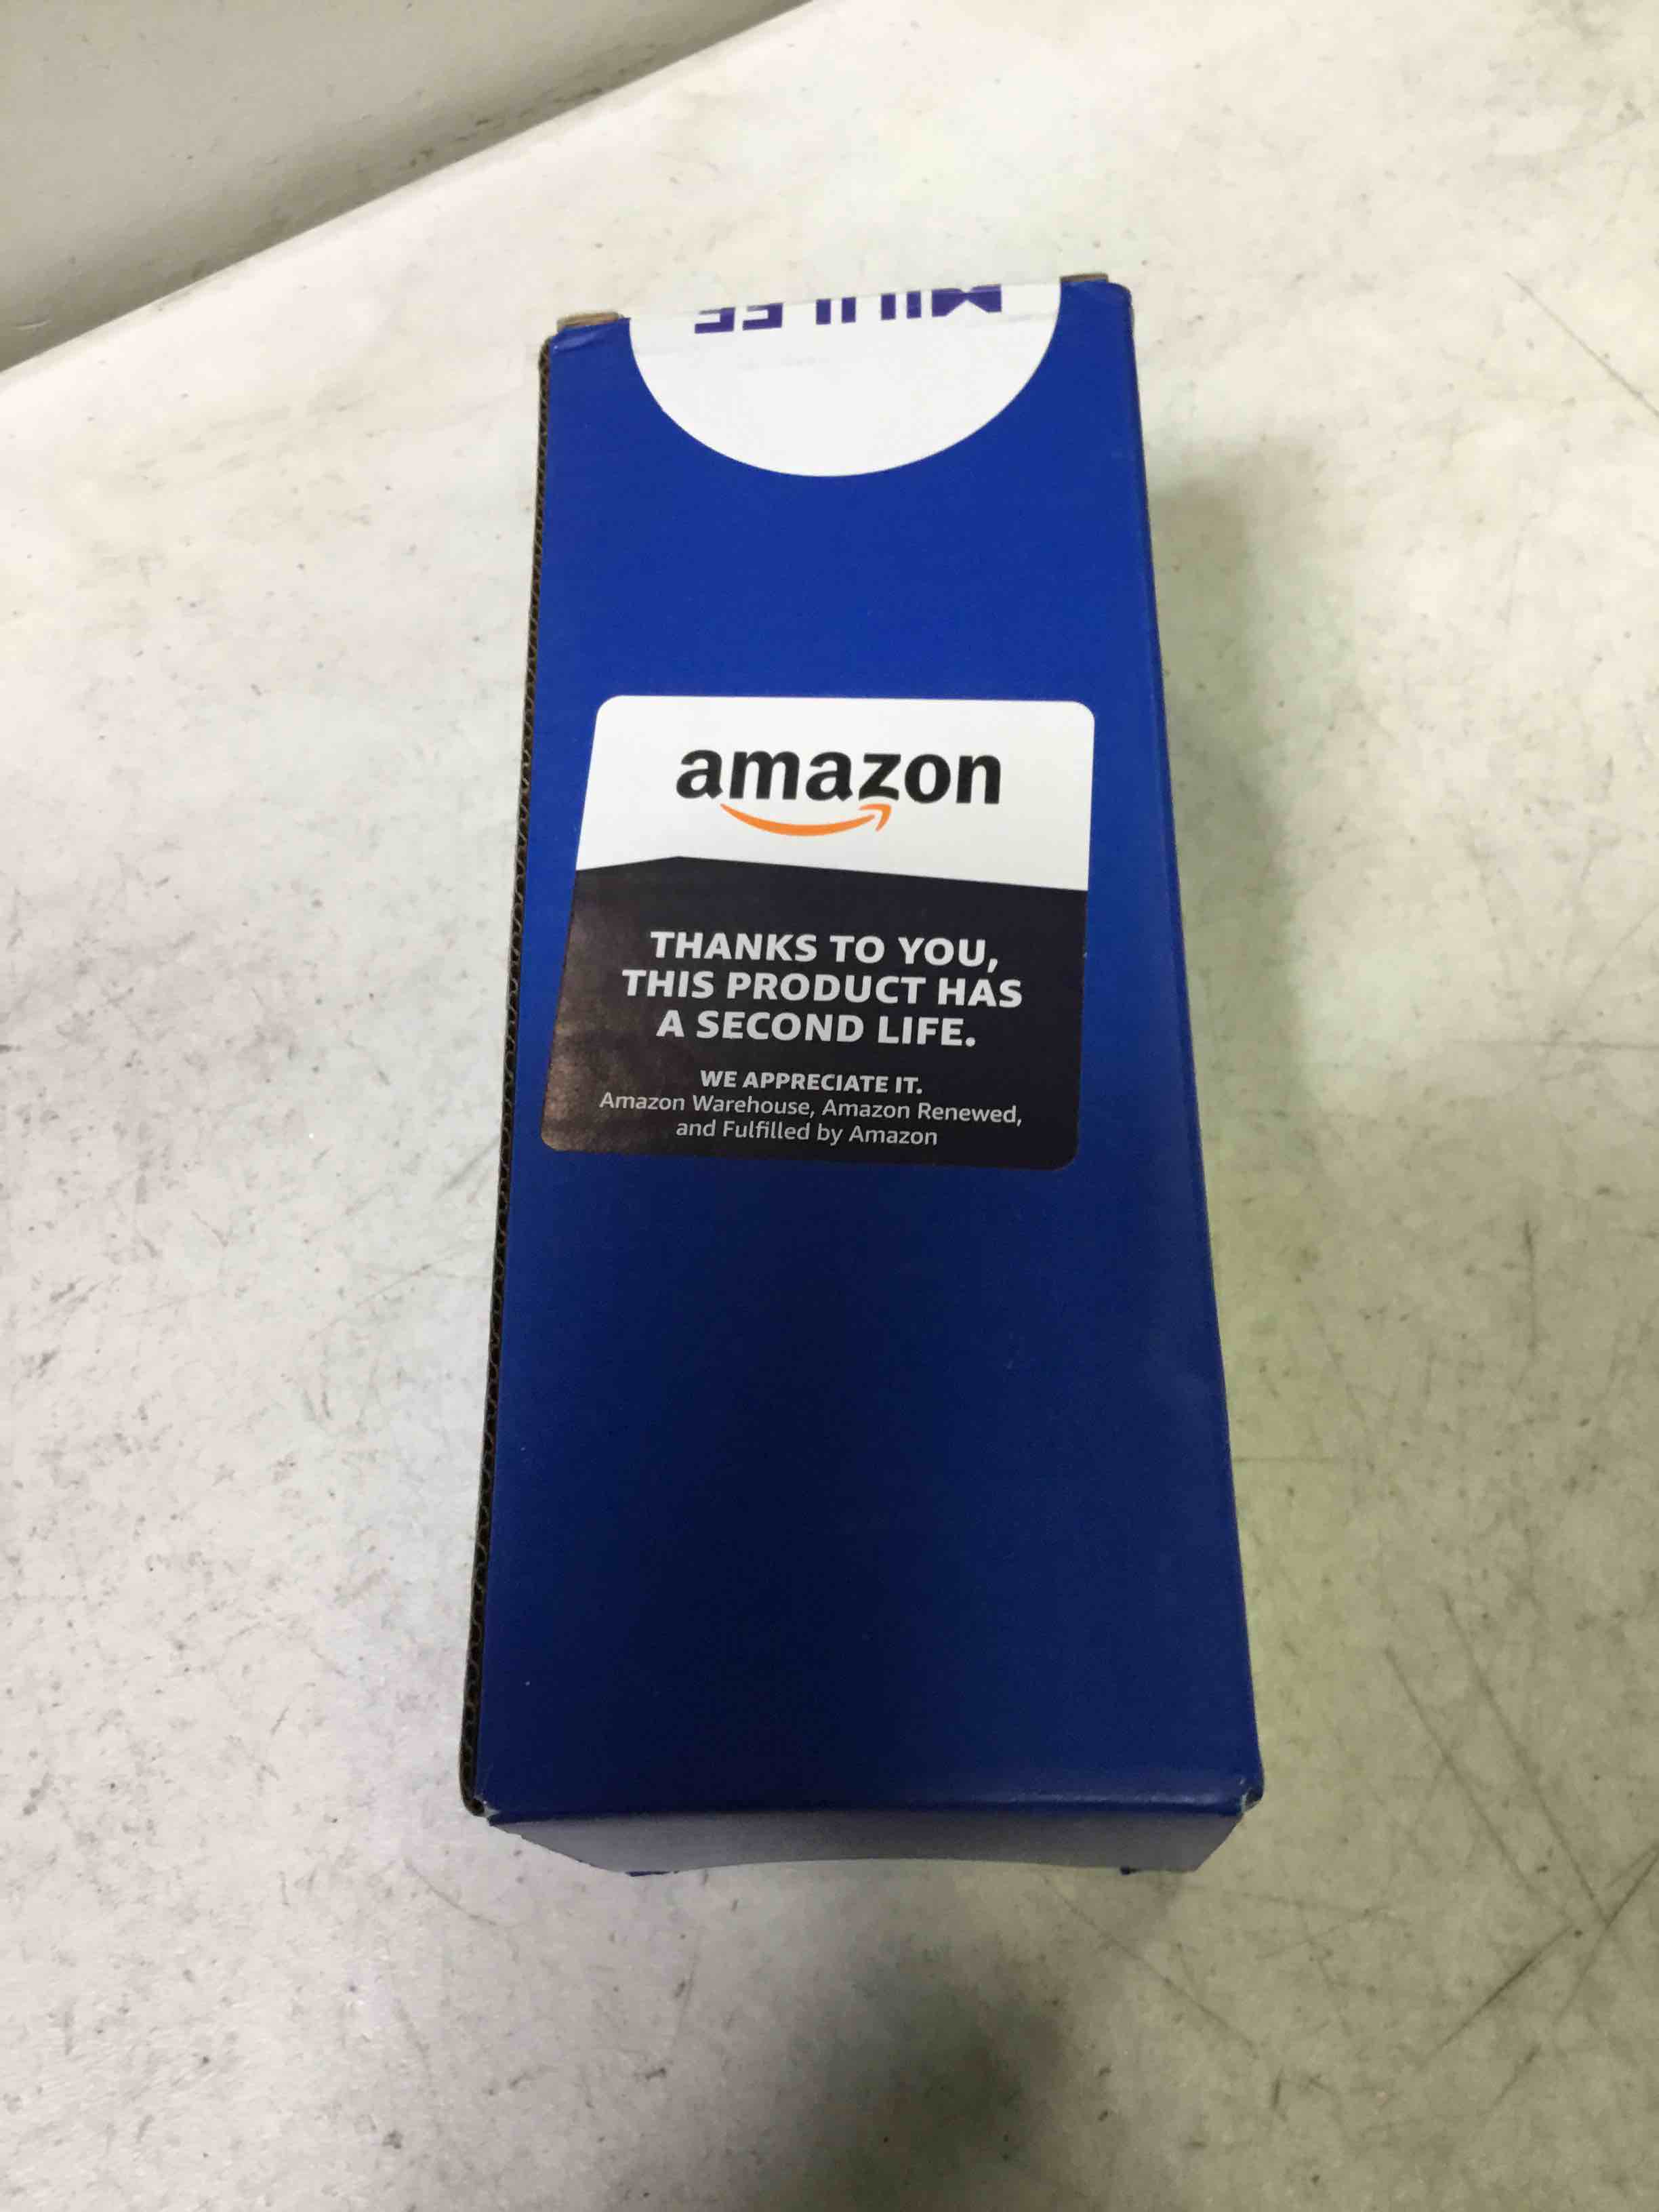 amazon
THANKS TO YOU,
THIS PRODUCT HAS
A SECOND LIFE.
WE APPRECIATE IT.
Amazon Warehouse, Amazon Renewed,
and Fulfilled by Amazon